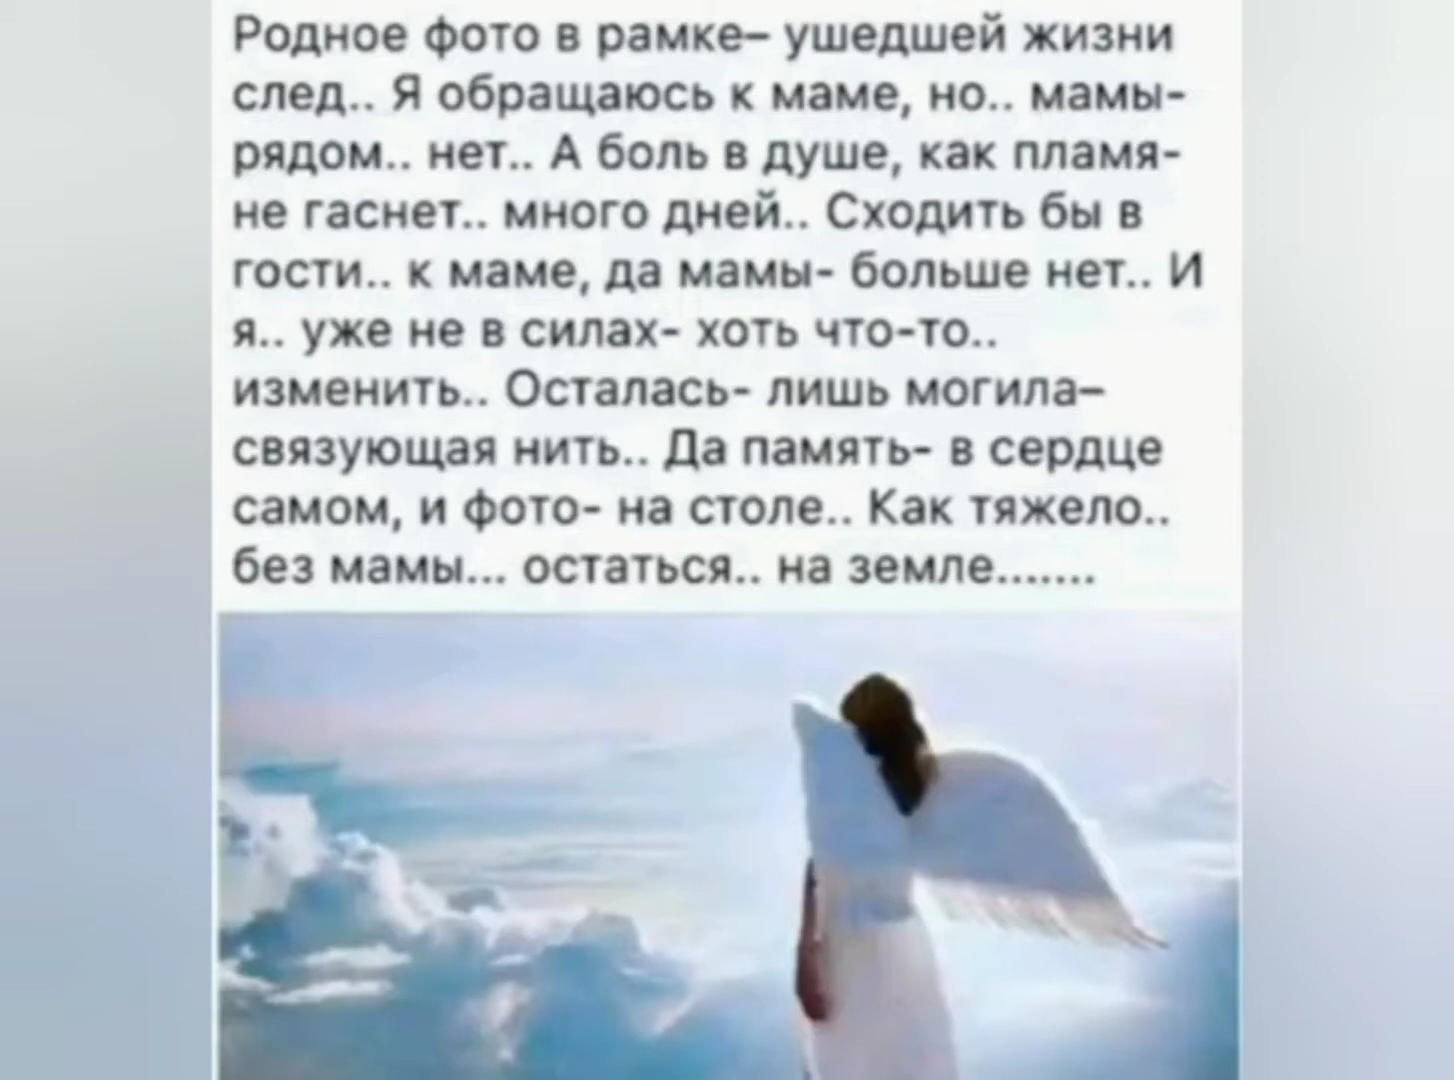 Родное фото в рамке– ушедшей жизни
след.. Я обращаюсь к маме, но.. мамы-
рядом.. нет.. А боль в душе, как пламя-
не гаснет.. много дней.. Сходить бы в
гости.. к маме, да мамы- больше нет.. И
я.. уже не в силах- хоть что-то..
изменить.. Осталась- лишь могила–
связующая нить.. Да память- в сердце
самом, и фото- на столе.. Как тяжело..
без мамы... остаться.. на земле.......